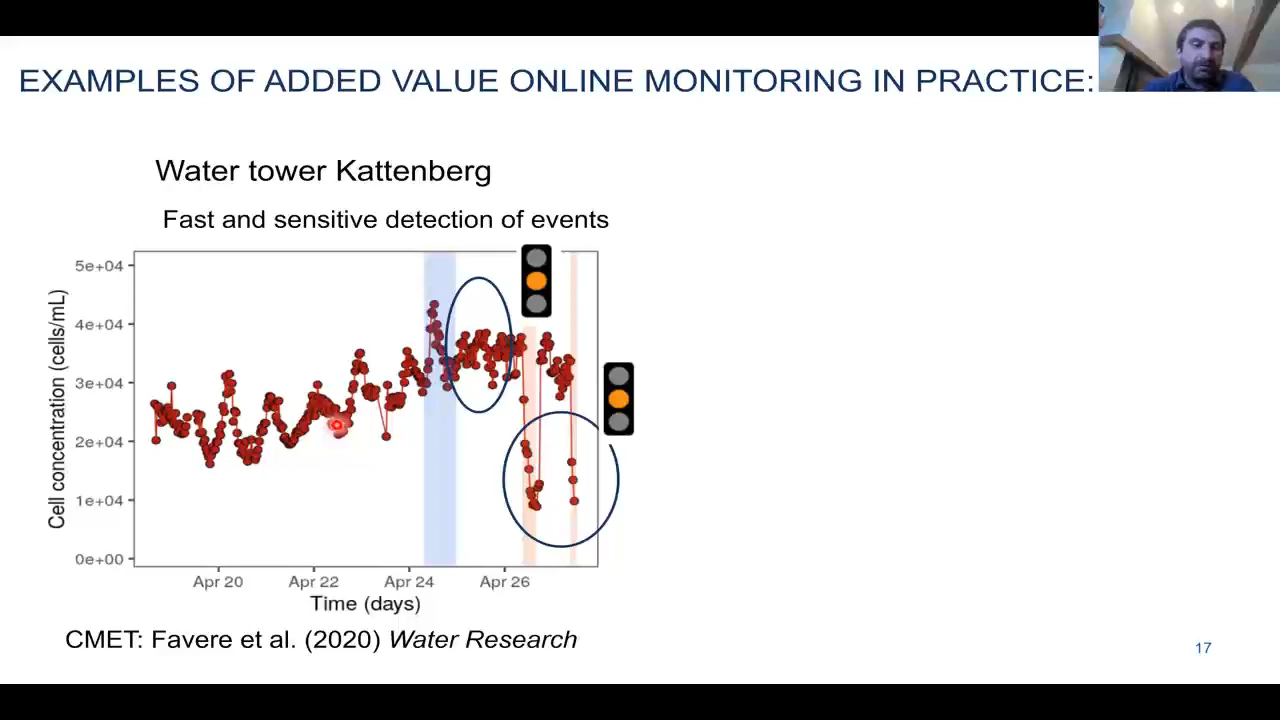 EXAMPLES OF ADDED VALUE ONLINE MONITORING IN PRACTICE:
Water tower Kattenberg
Fast and sensitive detection of events
Cell concentration (cells/mL)
5e+04
4e+04
3e+04
2e+04
1e+04
0e+00
Apr 20 Apr 22 Apr 24 Apr 26
Time (days)
CMET: Favere et al. (2020) Water Research
17